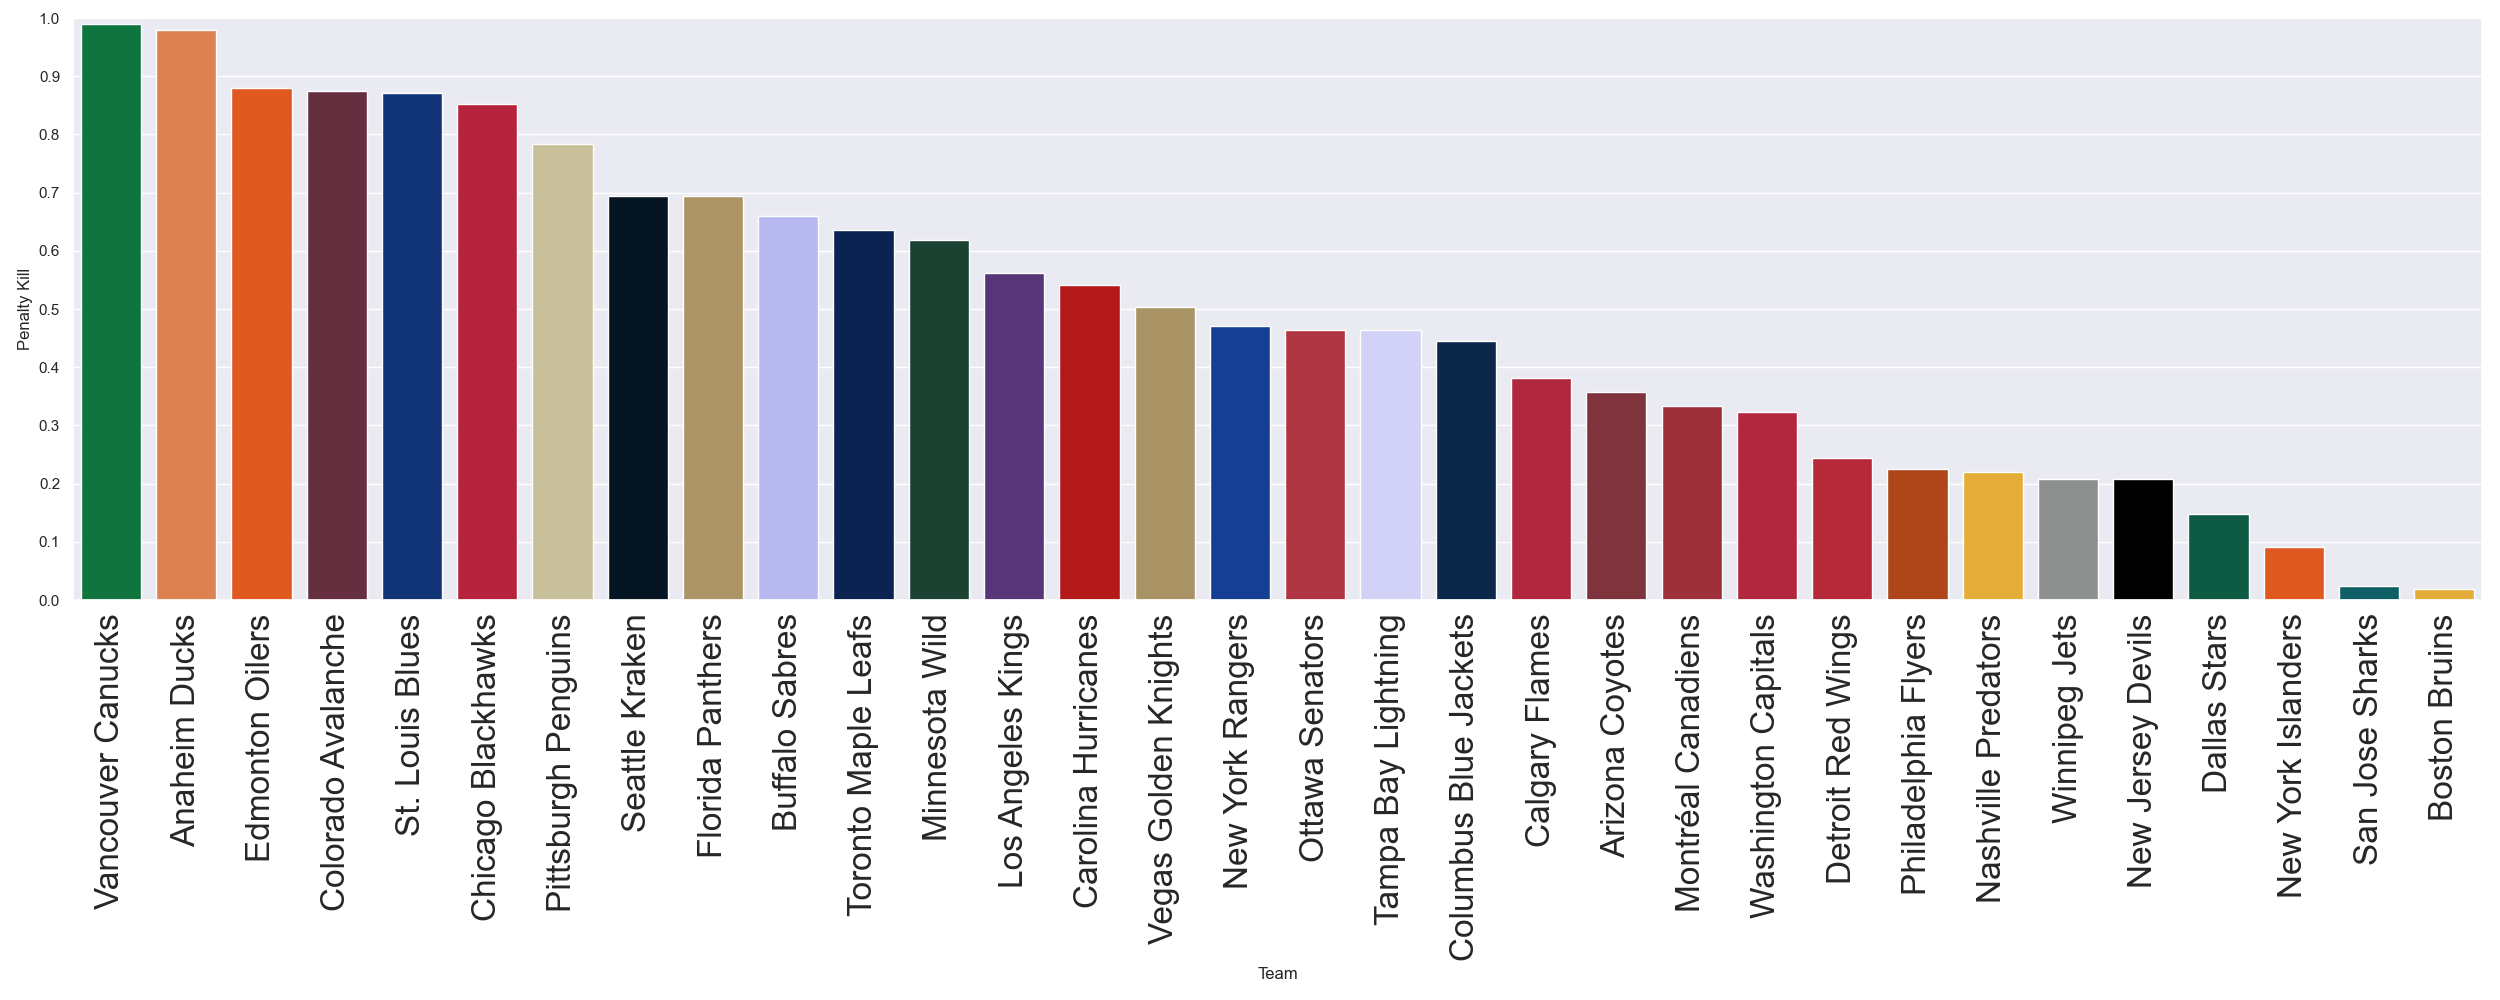 1.0
0.9
0.8
0.7
0.6
0.5
0.4
0.3
0.2
0.1
0.0
Penalty Kill
Vancouver Canucks
Anaheim Ducks
Edmonton Oilers
Colorado Avalanche
St. Louis Blues
Chicago Blackhawks
Pittsburgh Penguins
Seattle Kraken
Florida Panthers
Buffalo Sabres
Toronto Maple Leafs
Minnesota Wild
Los Angeles Kings
Carolina Hurricanes
Vegas Golden Knights
New York Rangers
Ottawa Senators
Tampa Bay Lightning
Columbus Blue Jackets
Calgary Flames
Arizona Coyotes
Montréal Canadiens
Washington Capitals
Detroit Red Wings
Philadelphia Flyers
Nashville Predators
Winnipeg Jets
New Jersey Devils
Dallas Stars
New York Islanders
San Jose Sharks
Boston Bruins
Team